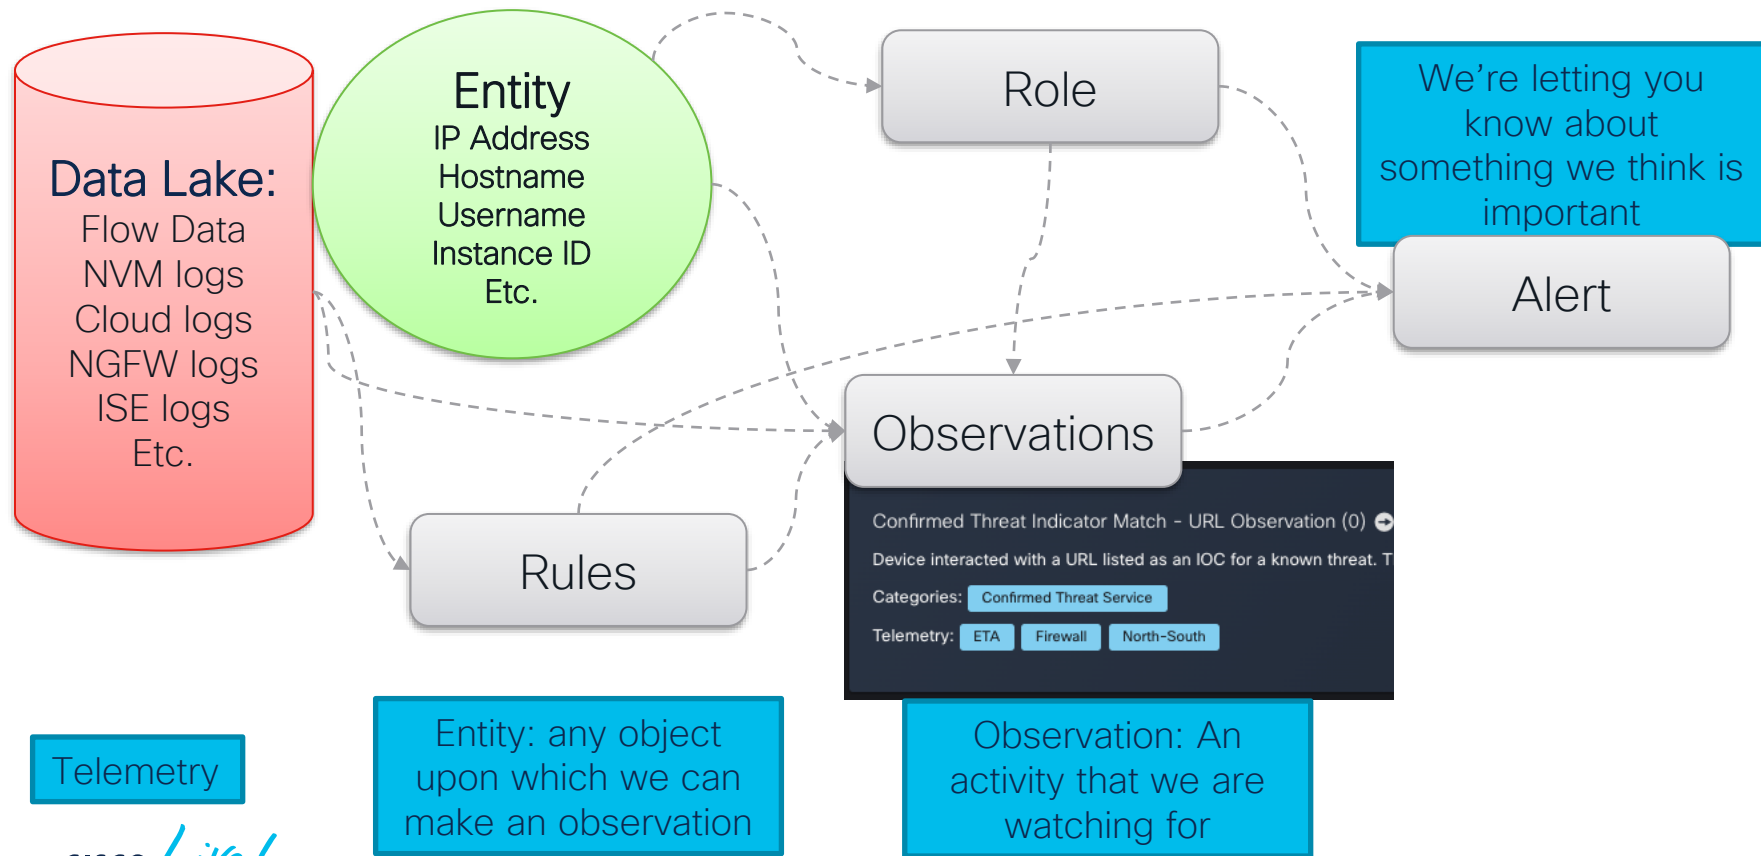 Data Lake:
Flow Data
NVM logs
Cloud logs
NGFW logs
ISE logs
Etc.
Entity
IP Address
Hostname
Username
Instance ID
Etc.
Role
We're letting you
know about
something we think is
important
Alert
Observations
Rules
Confirmed Threat Indicator Match - URL Observation (0)
Device interacted with a URL listed as an IOC for a known threat. T
Categories: Confirmed Threat Service
Telemetry: ETA Firewall North-South
Telemetry
Entity: any object
upon which we can
make an observation
Observation: An
activity that we are
watching for
cisco Live!